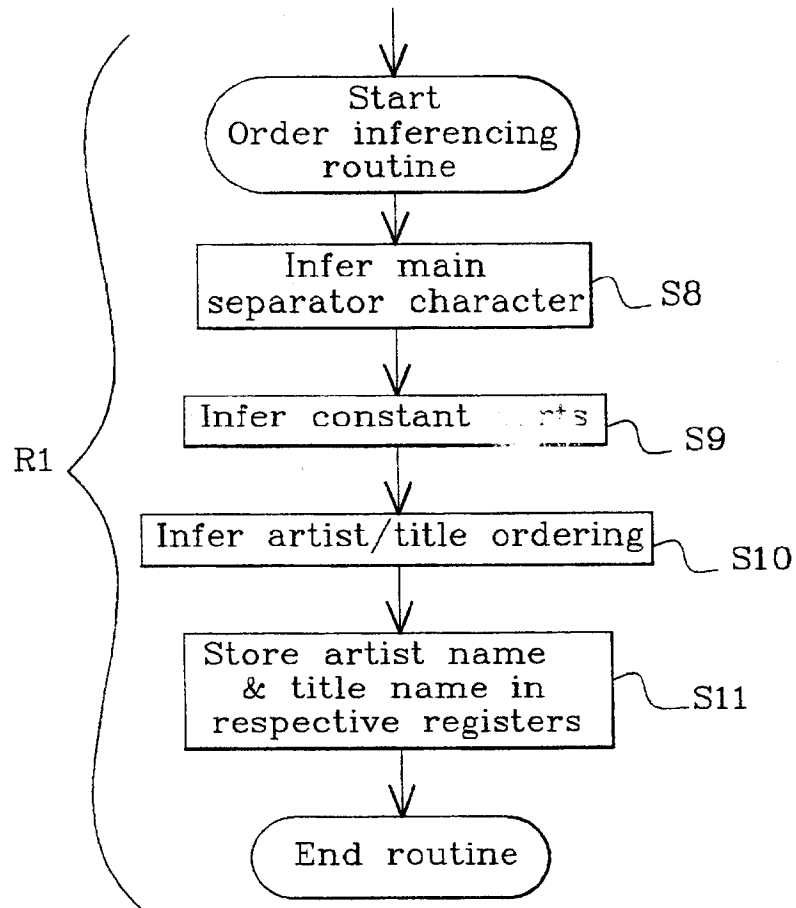 Start
Order inferencing
routine
Infer main
separator character
S8
Infer constant
S9
R1
Infer artist/title ordering
S10
Store artist name
& title name in
respective registers
S11
End routine